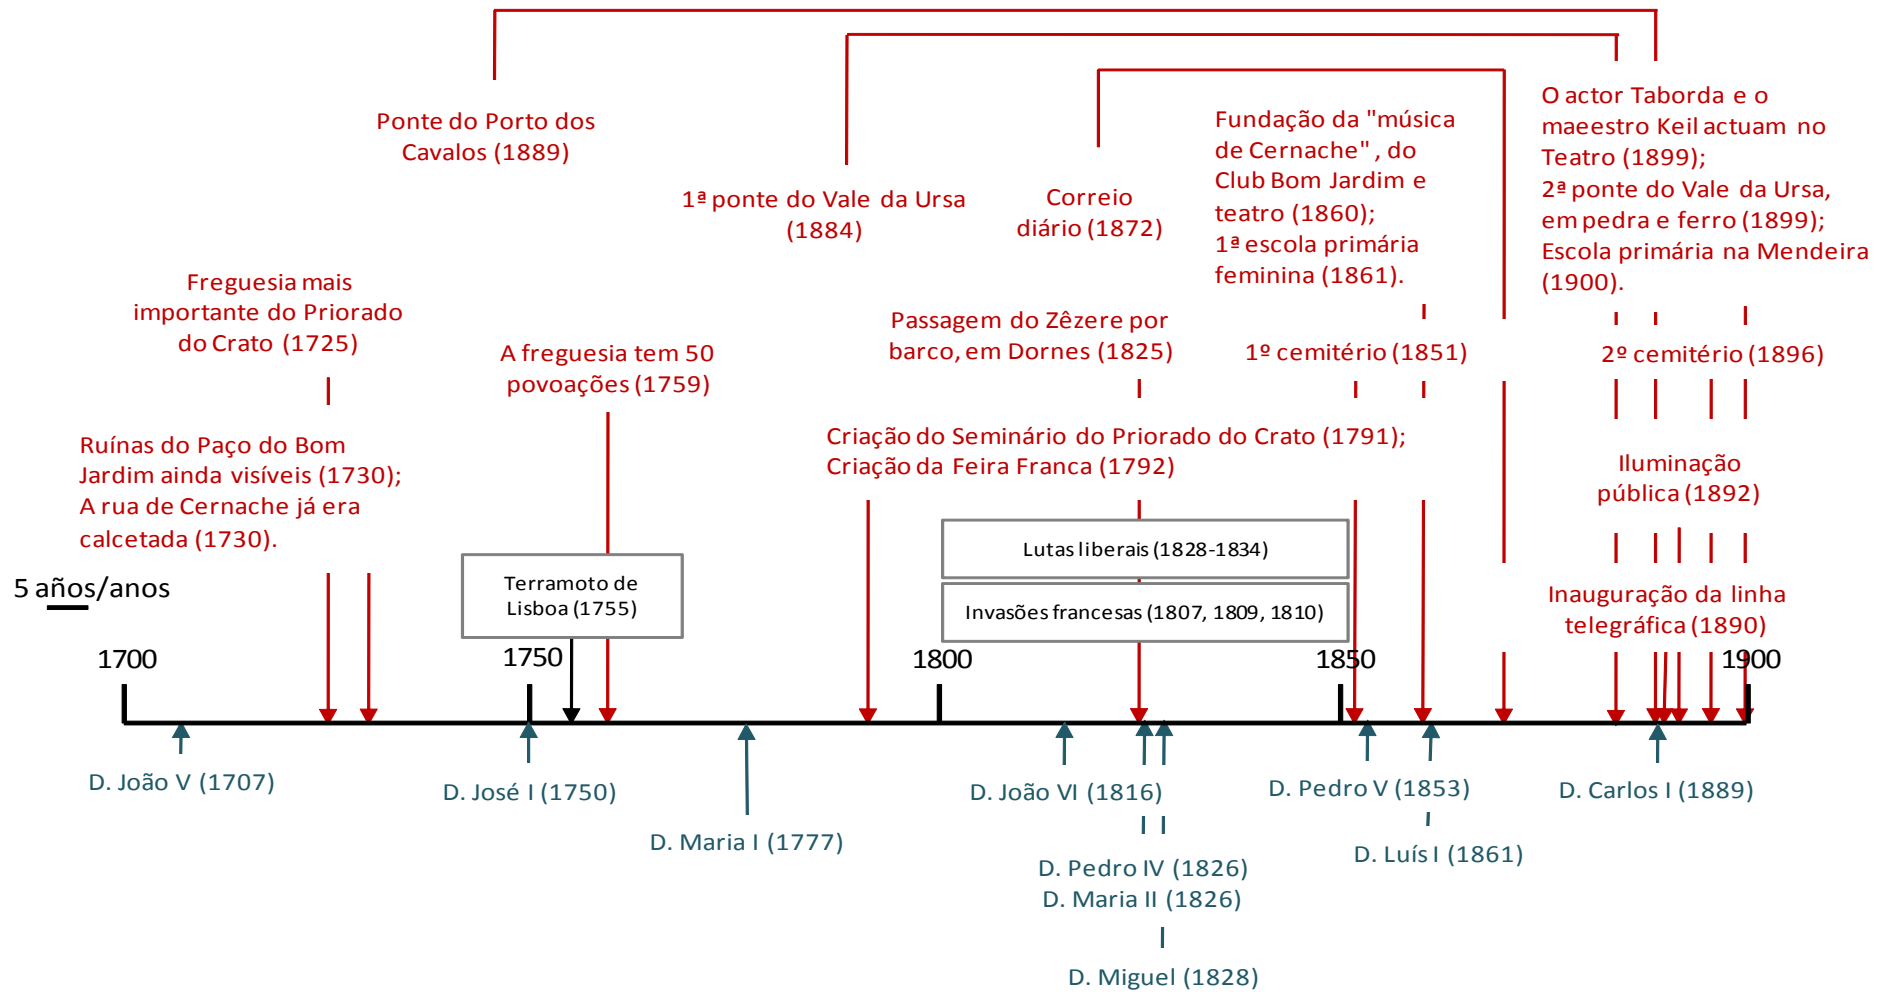 Ponte do Porto dos
Cavalos (1889)
1ª ponte do Vale da Ursa
(1884)
Correio
diário (1872)
Fundação da "música
de Cernache" , do
Club Bom Jardim e
teatro (1860);
1ª escola primária
feminina (1861).
O actor Taborda e o
maeestro Keil actuam no
Teatro (1899);
2ª ponte do Vale da Ursa,
em pedra e ferro (1899);
Escola primária na Mendeira
(1900).
Freguesia mais
importante do Priorado
do Crato (1725)
A freguesia tem 50
povoações (1759)
Passagem do Zêzere por
barco, em Dornes (1825)
1º cemitério (1851)
2º cemitério (1896)
Ruínas do Paço do Bom
Jardim ainda visíveis (1730);
A rua de Cernache já era
calcetada (1730).
Criação do Seminário do Priorado do Crato (1791);
Criação da Feira Franca (1792)
Iluminação
pública (1892)
Terramoto de
Lisboa (1755)
Lutas liberais (1828-1834)
Invasões francesas (1807, 1809, 1810)
Inauguração da linha
telegráfica (1890)
5 años/anos
1700
1750
1800
1850
1900
D. João V (1707)
D. José I (1750)
D. Maria I (1777)
D. João VI (1816)
D. Pedro IV (1826)
D. Maria II (1826)
D. Miguel (1828)
D. Pedro V (1853)
D. Luís I (1861)
D. Carlos I (1889)